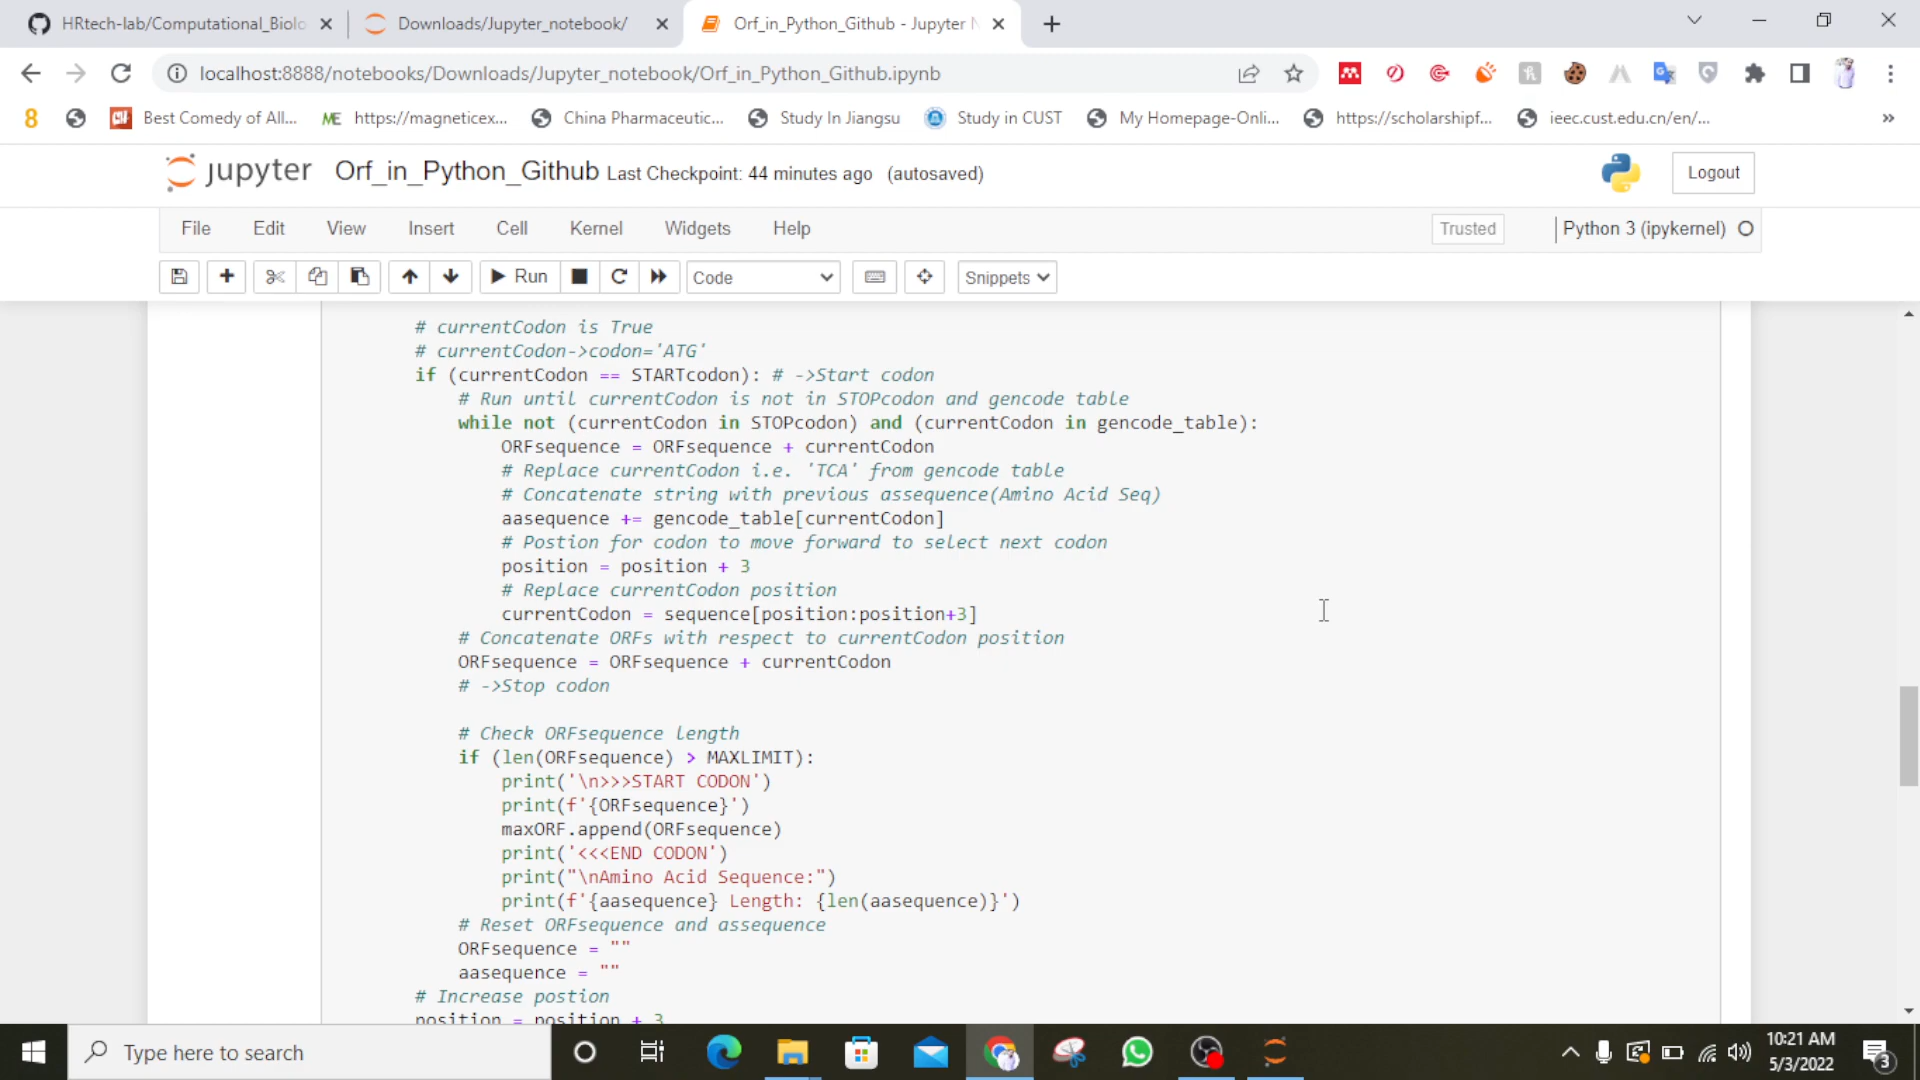 HRtech-lab/Computational_Biolo
Downloads/Jupyter_notebook/
Orf_in_Python_Github - Jupyter N
localhost:8888/notebooks/Downloads/Jupyter_notebook/Orf_in_Python_Github.ipynb
Best Comedy of All...
https://magneticex...
China Pharmaceutic...
Study In Jiangsu
Study in CUST
My Homepage-Onli...
https://scholarshipf...
ieec.cust.edu.cn/en/...
jupyter Orf_in_Python_Github Last Checkpoint: 44 minutes ago (autosaved)
Logout
File Edit View Insert Cell Kernel Widgets Help
Trusted
Python 3 (ipykernel)
Run
Code
Snippets
# currentCodon is True
# currentCodon->codon='ATG'
if (currentCodon == STARTcodon): # ->Start codon
# Run until currentCodon is not in STOPcodon and gencode table
while not (currentCodon in STOPcodon) and (currentCodon in gencode_table):
ORFsequence = ORFsequence + currentCodon
# Replace currentCodon i.e. 'TCA' from gencode table
# Concatenate string with previous assequence(Amino Acid Seq)
aasequence += gencode_table[currentCodon]
# Postion for codon to move forward to select next codon
position = position + 3
# Replace currentCodon position
currentCodon = sequence[position:position+3]
# Concatenate ORFs with respect to currentCodon position
ORFsequence = ORFsequence + currentCodon
# ->Stop codon
# Check ORFsequence length
if (len(ORFsequence) > MAXLIMIT):
print('\n>>>START CODON')
print(f'{ORFsequence}')
maxORF.append(ORFsequence)
print('<<<END CODON')
print("\nAmino Acid Sequence:")
print(f'{aasequence} Length: {len(aasequence)}')
# Reset ORFsequence and assequence
ORFsequence = ""
aasequence = ""
# Increase postion
position = position + 3
Type here to search
10:21 AM
5/3/2022
3